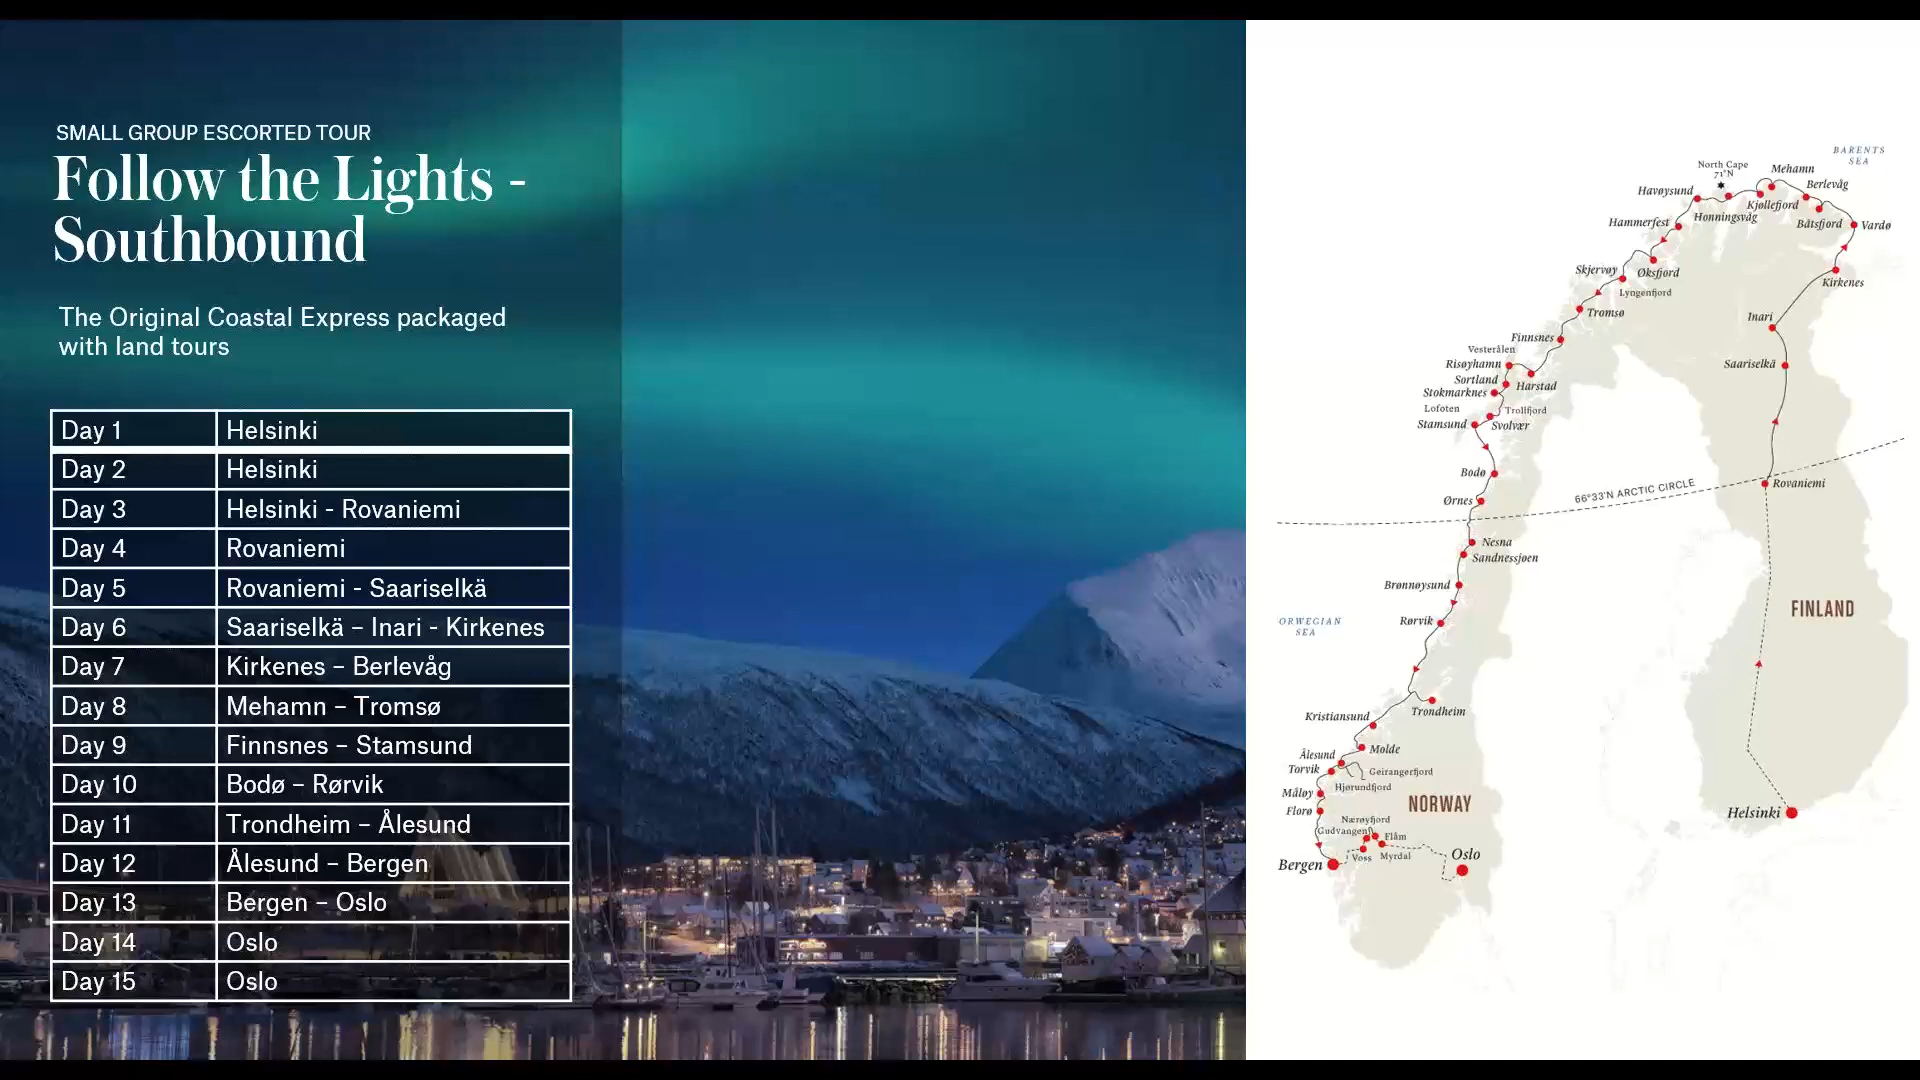 SMALL GROUP ESCORTED TOUR
Follow the Lights -
Southbound
The Original Coastal Express packaged
with land tours
Day 1 Helsinki
Day 2 Helsinki
Day 3 Helsinki - Rovaniemi
Day 4 Rovaniemi
Day 5 Rovaniemi - Saariselkä
Day 6 Saariselkä – Inari - Kirkenes
Day 7 Kirkenes – Berlevåg
Day 8 Mehamn – Tromsø
Day 9 Finnsnes – Stamsund
Day 10 Bodø – Rørvik
Day 11 Trondheim – Ålesund
Day 12 Ålesund – Bergen
Day 13 Bergen – Oslo
Day 14 Oslo
Day 15 Oslo
BARENTS
SEA
North Cape
71°N
Mehamn
Berlevåg
Havøysund
Kjøllefjord
Honningsvåg
Hammerfest
Båtsfjord
Vardø
Skjervøy
Øksfjord
Kirkenes
Lyngenfjord
Tromsø
Inari
Finnsnes
Vesterålen
Risøyhamn
Saariselkä
Sortland
Harstad
Stokmarknes
Lofoten
Trollfjord
Stamsund
Svolvær
Bodø
Rovaniemi
66°33'N ARCTIC CIRCLE
Ørnes
Nesna
Sandnessjøen
Brønnøysund
FINLAND
ORWEGIAN
SEA
Rørvik
Trondheim
Kristiansund
Molde
Ålesund
Torvik
Geirangerfjord
Hjørundfjord
Måløy
NORWAY
Florø
Helsinki
Nærøyfjord
Gudvangen
Flåm
Oslo
Voss
Myrdal
Bergen